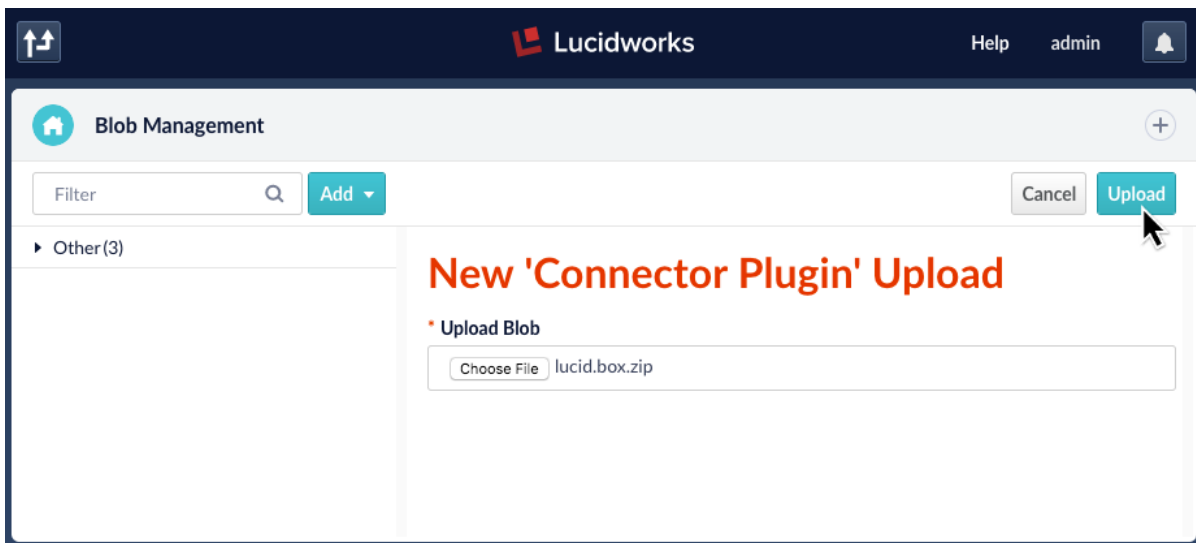 Lucidworks
Help admin
Blob Management
Filter Add Cancel Upload
Other(3)
New 'Connector Plugin' Upload
* Upload Blob
Choose File lucid.box.zip